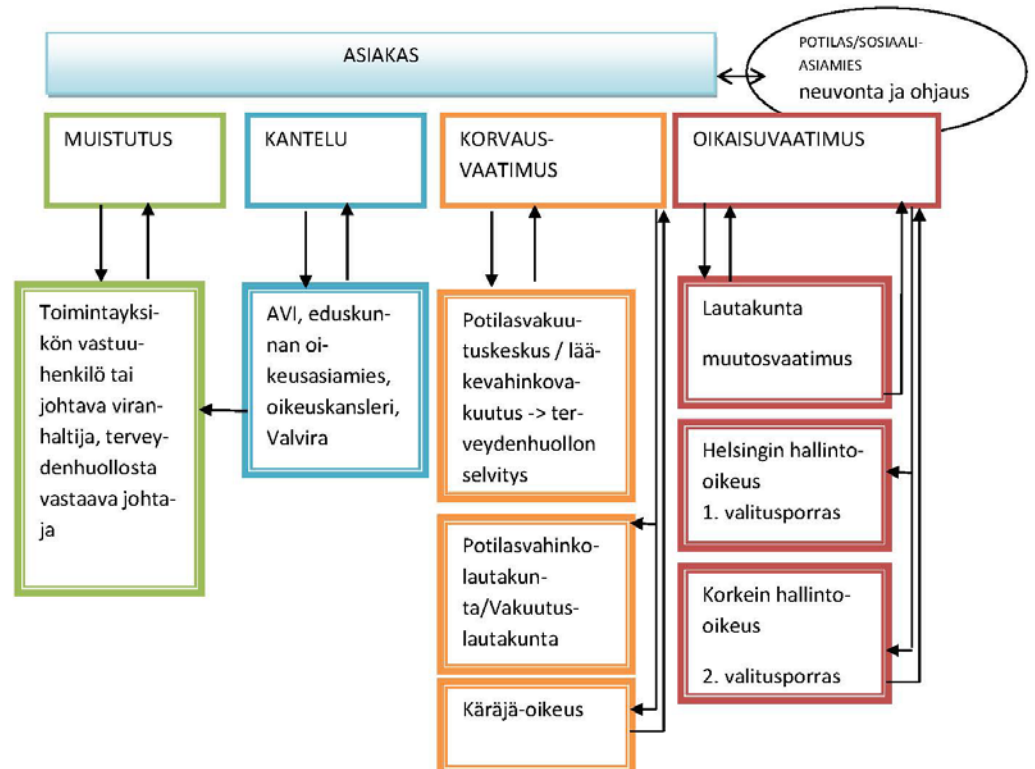 ASIAKAS
POTILAS/SOSIAALI-
ASIAMIES
neuvonta ja ohjaus
MUISTUTUS
KANTELU
KORVAUS-
VAATIMUS
OIKAISUVAATIMUS
Toimintayksi-
kön vastuu-
henkilö tai
johtava viran-
haltija, tervey-
denhuollosta
vastaava johta-
ja
AVI, eduskun-
nan oi-
keusasiamies,
oikeuskansleri,
Valvira
Potilasvakuu-
tuskeskus / lää-
kevahinkova-
kuutus -> ter-
veydenhuollon
selvitys
Potilasvahinko-
lautakun-
ta/Vakuutus-
lautakunta
Käräjä-oikeus
Lautakunta
muutosvaatimus
Helsingin hallinto-
oikeus
1. valitusporras
Korkein hallinto-
oikeus
2. valitusporras